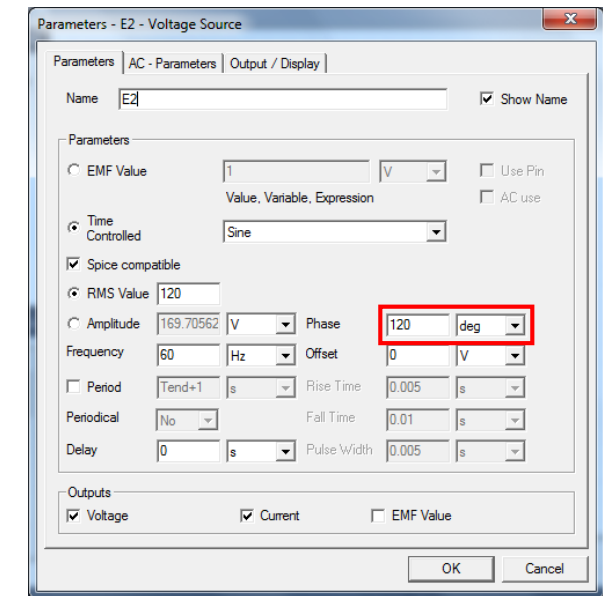 Parameters - E2 - Voltage Source
Parameters AC - Parameters Output / Display
Name E2 Show Name
Parameters
EMF Value 1 V Use Pin
Value, Variable, Expression AC use
Time
Controlled Sine
Spice compatible
RMS Value 120
Amplitude 169.70562 V Phase 120 deg
Frequency 60 Hz Offset 0 V
Period Tend+1 s Rise Time 0.005 s
Periodical No Fall Time 0.01 s
Delay 0 s Pulse Width 0.005 s
Outputs
Voltage Current EMF Value
OK Cancel